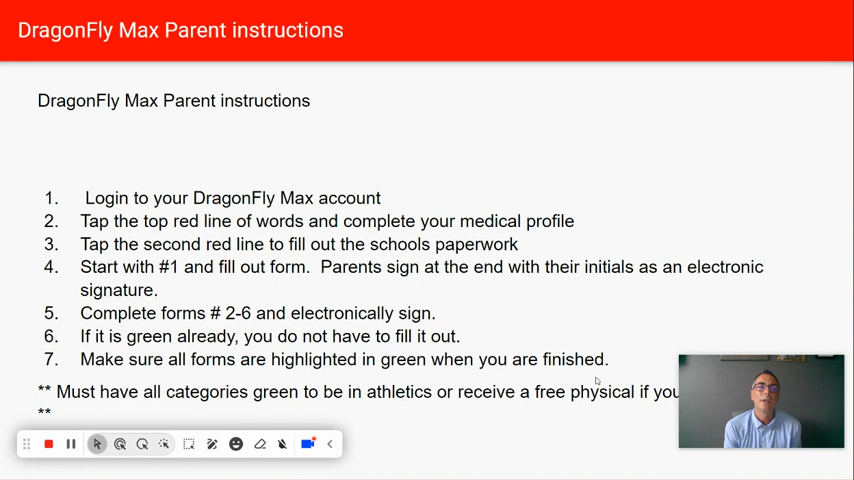 DragonFly Max Parent instructions
DragonFly Max Parent instructions
1. Login to your DragonFly Max account
2. Tap the top red line of words and complete your medical profile
3. Tap the second red line to fill out the schools paperwork
4. Start with #1 and fill out form. Parents sign at the end with their initials as an electronic
signature.
5. Complete forms # 2-6 and electronically sign.
6. If it is green already, you do not have to fill it out.
7. Make sure all forms are highlighted in green when you are finished.
** Must have all categories green to be in athletics or receive a free physical if you
**